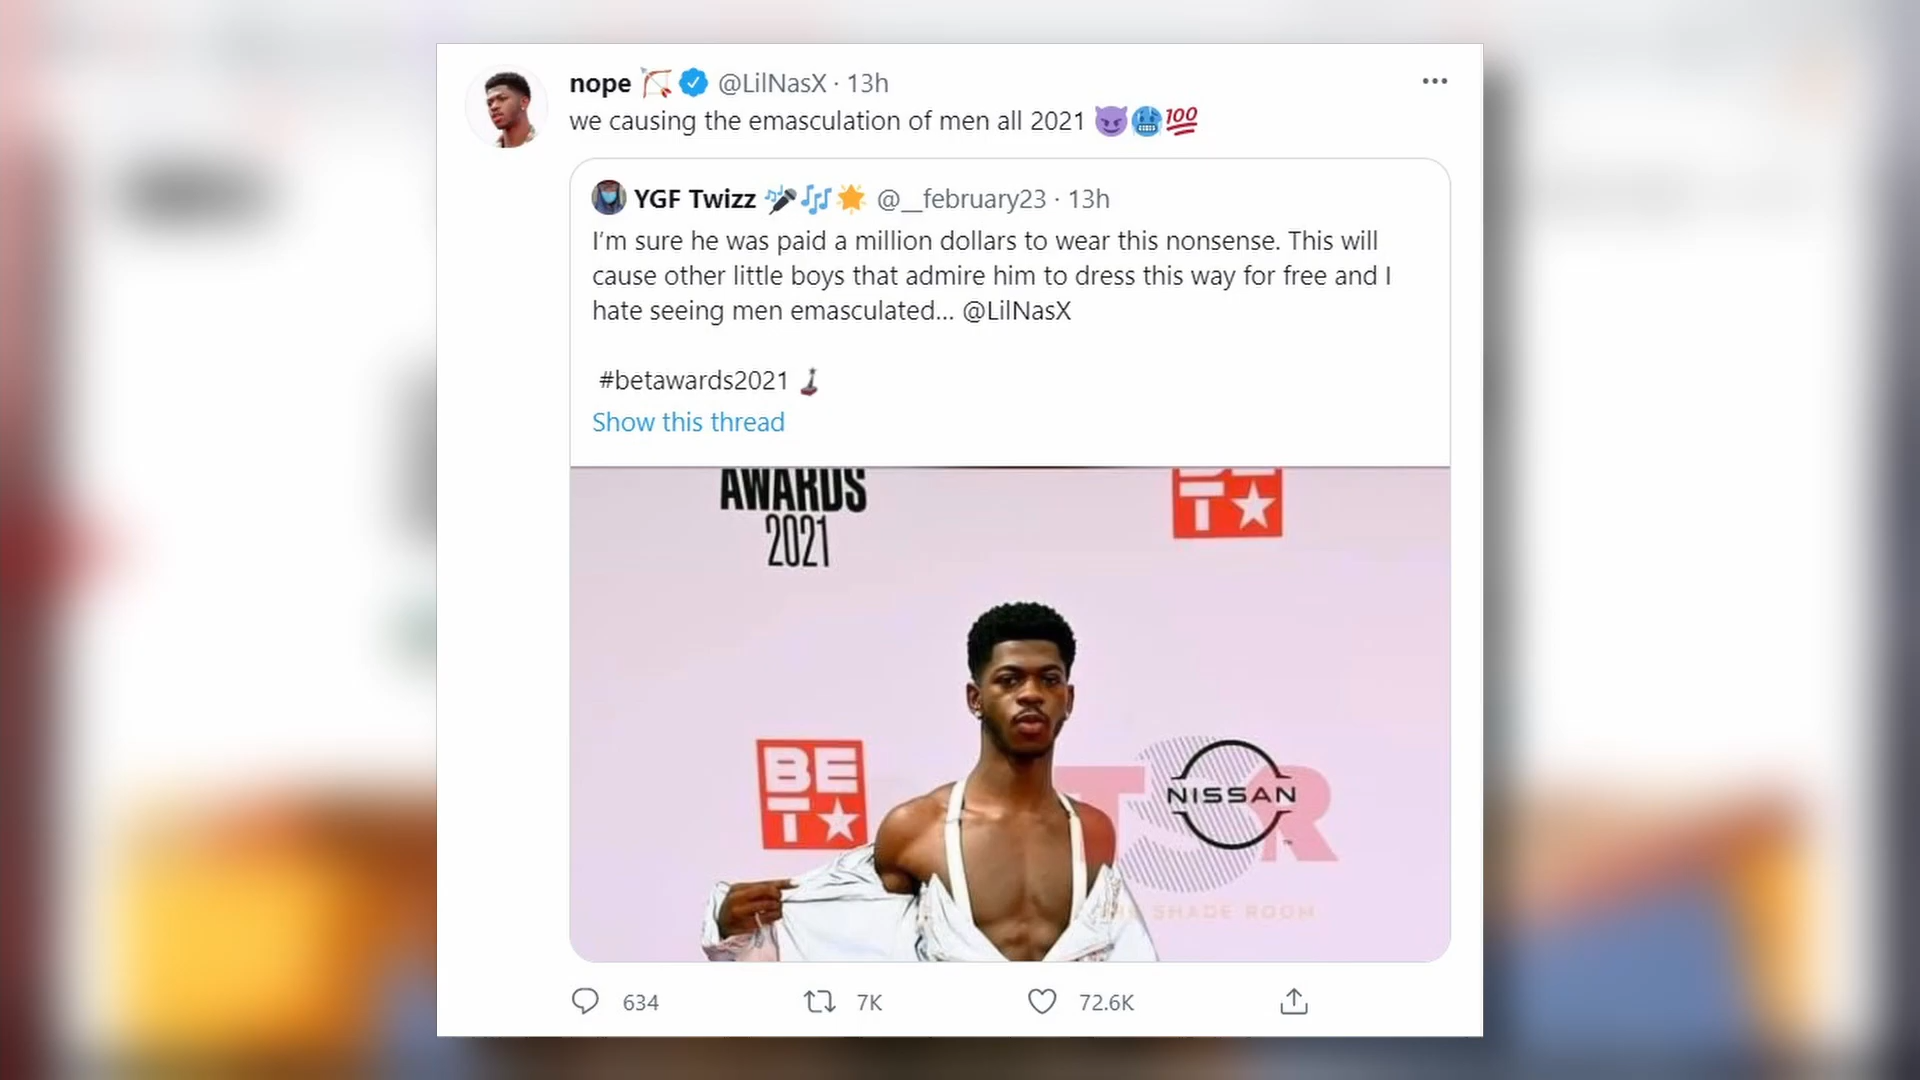 nope 🏹 @LilNasX · 13h
we causing the emasculation of men all 2021 😈🥶💯
YGF Twizz 🎤🎶🌟 @__february23 · 13h
I'm sure he was paid a million dollars to wear this nonsense. This will
cause other little boys that admire him to dress this way for free and I
hate seeing men emasculated... @LilNasX
#betawards2021
Show this thread
AWARDS
2021
BET
BET
NISSAN
TSR
SHADE ROOM
634
7K
72.6K